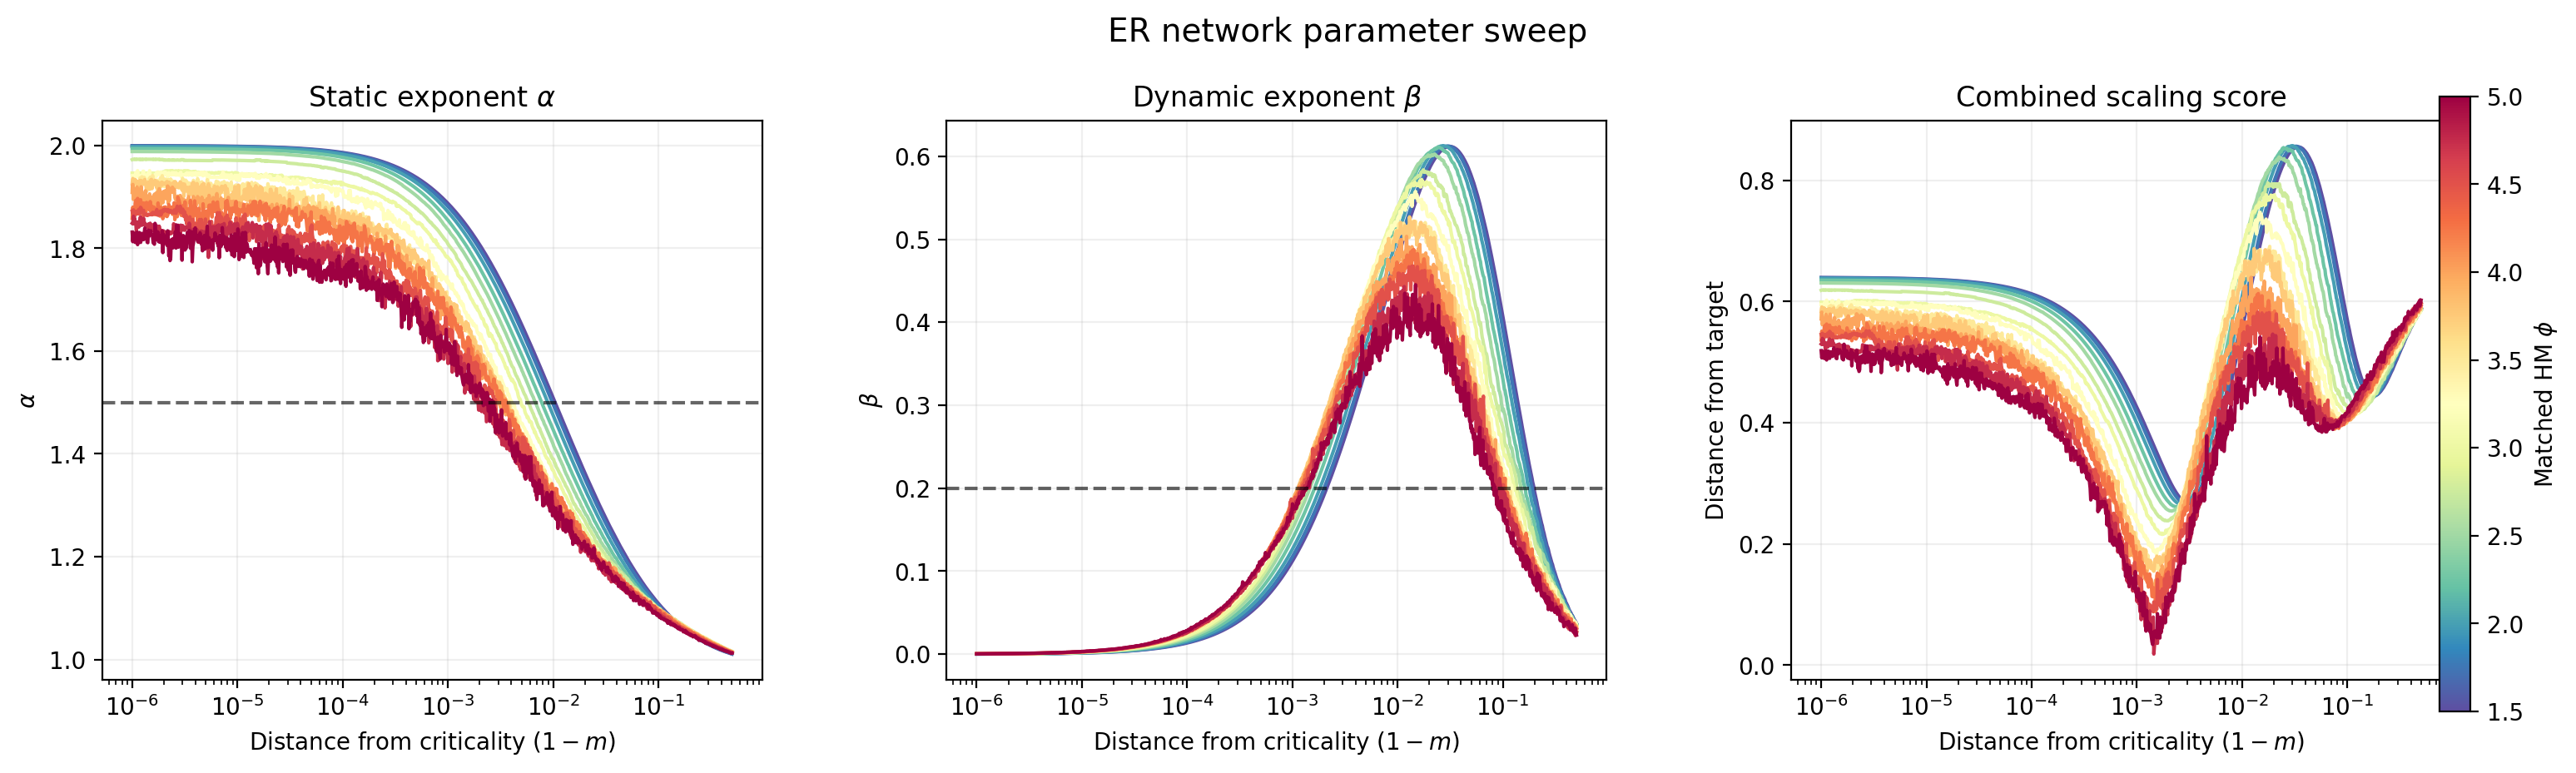 ER network parameter sweep
Static exponent α
2.0
1.8
1.6
1.4
1.2
1.0
α
10⁻⁶ 10⁻⁵ 10⁻⁴ 10⁻³ 10⁻² 10⁻¹
Distance from criticality (1 − m)
Dynamic exponent β
0.6
0.5
0.4
0.3
0.2
0.1
0.0
β
10⁻⁶ 10⁻⁵ 10⁻⁴ 10⁻³ 10⁻² 10⁻¹
Distance from criticality (1 − m)
Combined scaling score
0.8
0.6
0.4
0.2
0.0
Distance from target
10⁻⁶ 10⁻⁵ 10⁻⁴ 10⁻³ 10⁻² 10⁻¹
Distance from criticality (1 − m)
5.0
4.5
4.0
3.5
3.0
2.5
2.0
1.5
Matched HM ϕ